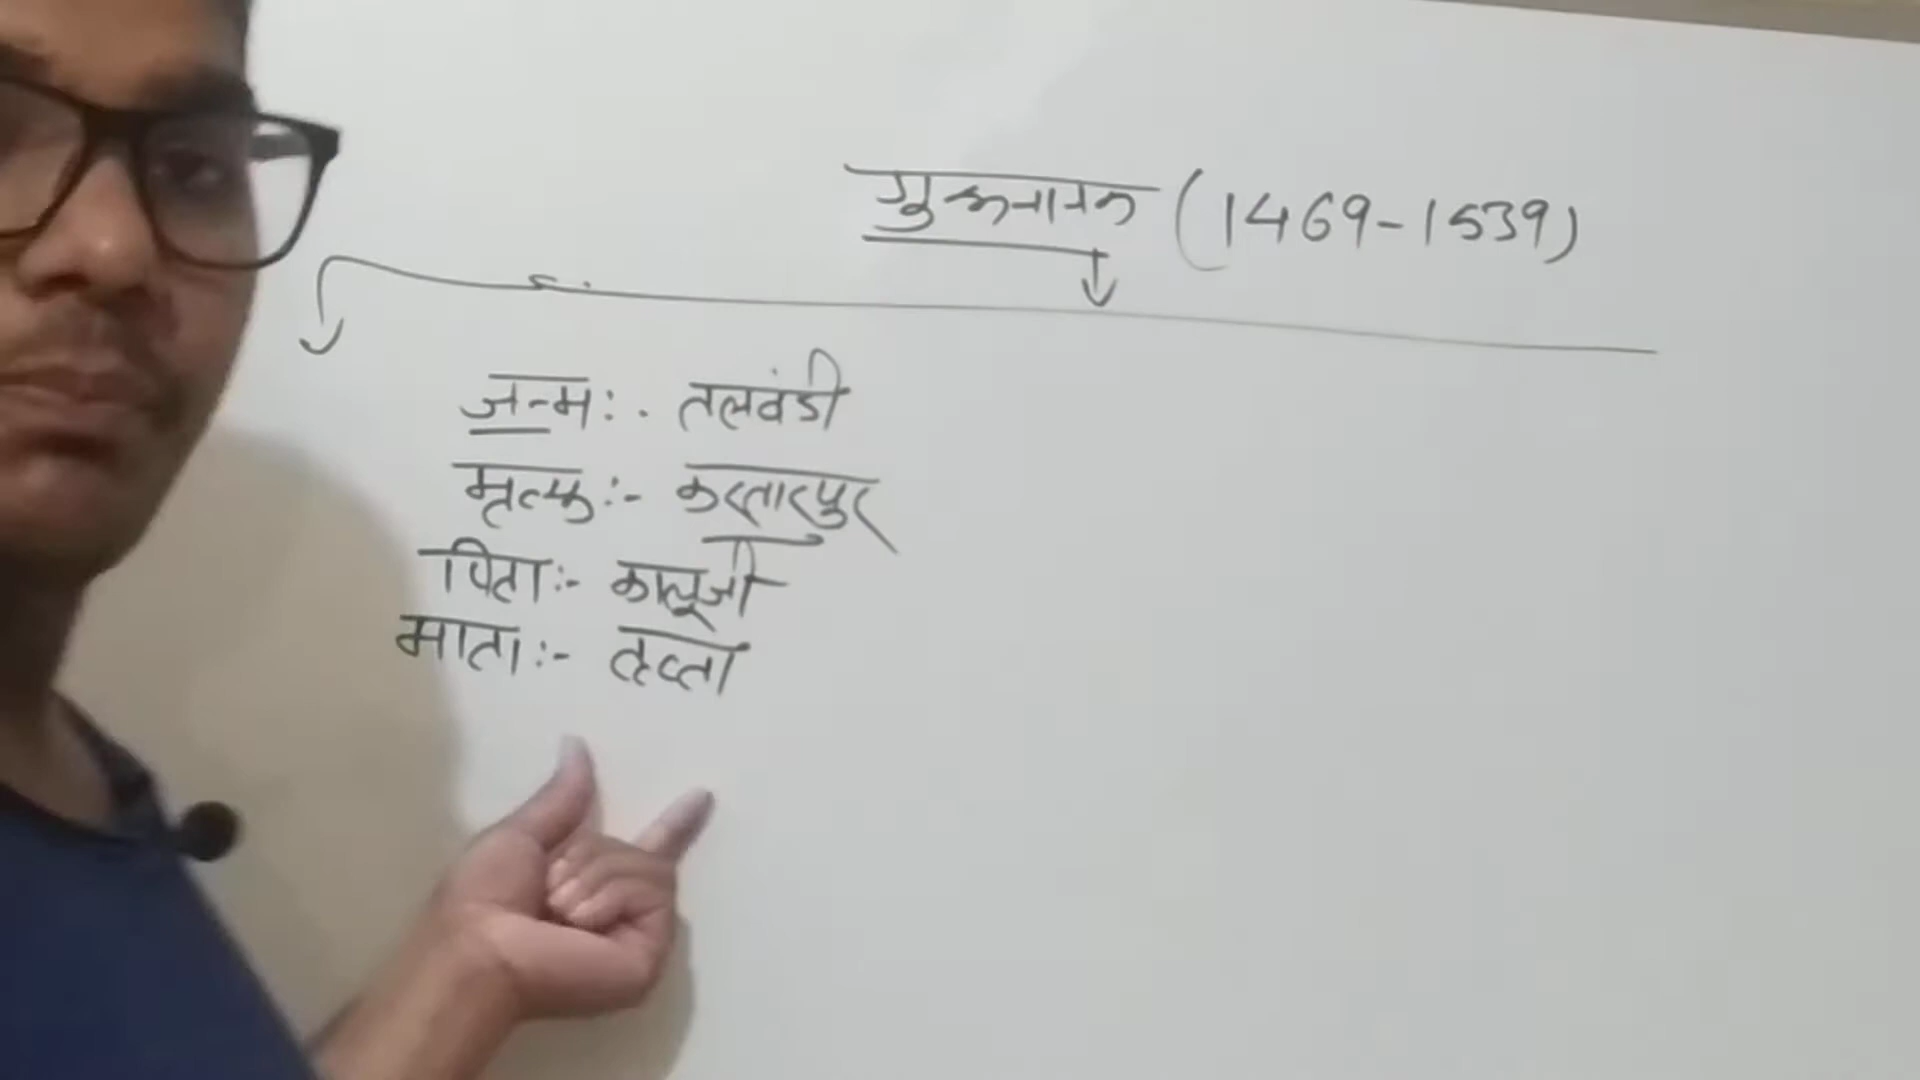 गुरुनानक (1469-1539)
जन्म:- तलवंडी
मृत्यु:- करतारपुर
पिता:- कालूजी
माता:- तृप्ता